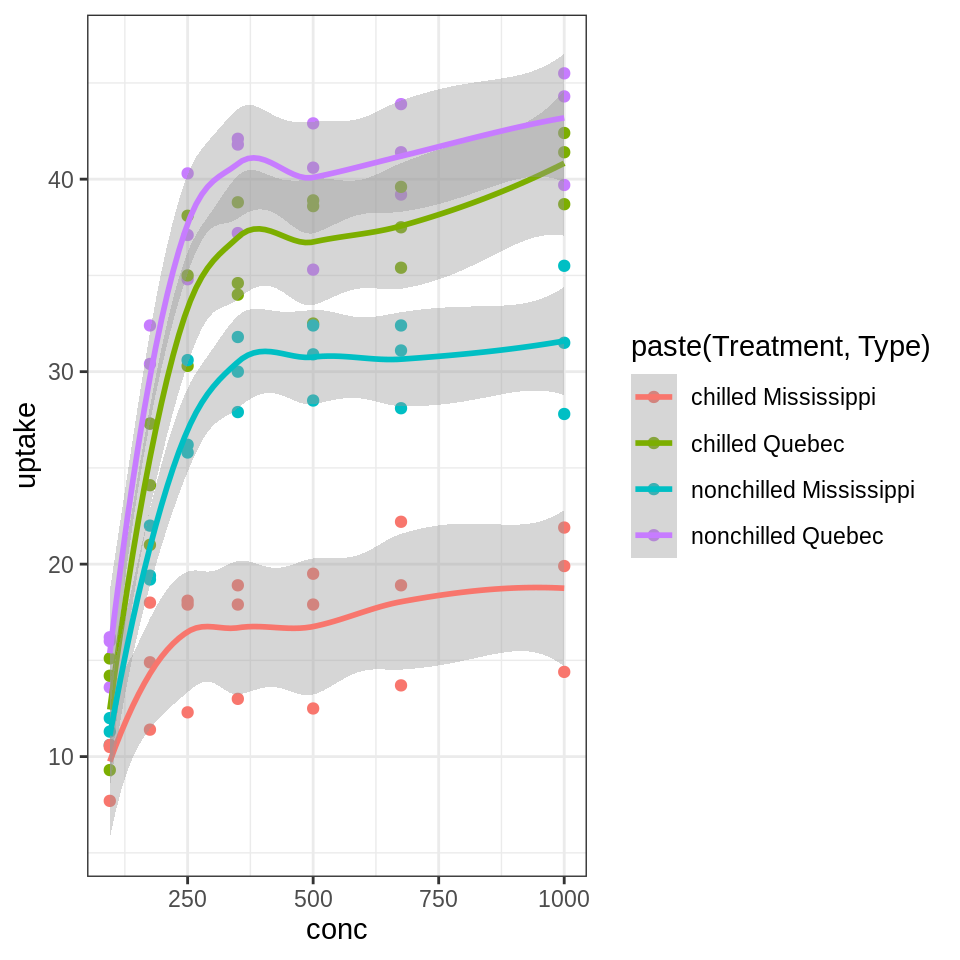 uptake
40
30
20
10
250 500 750 1000
conc
paste(Treatment, Type)
chilled Mississippi
chilled Quebec
nonchilled Mississippi
nonchilled Quebec